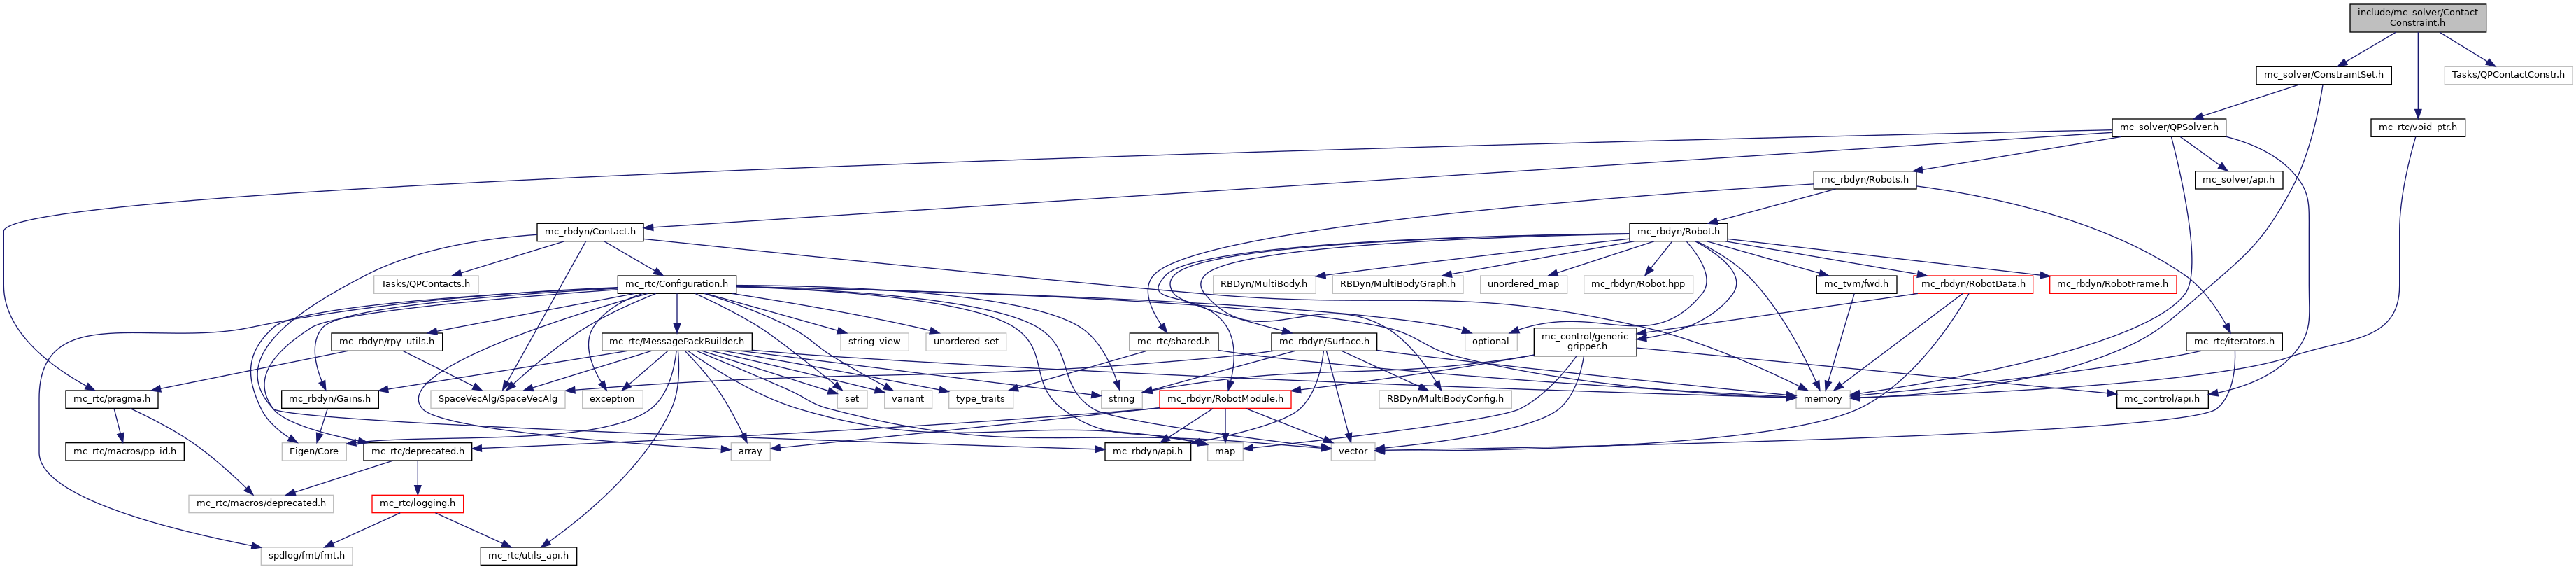 include/mc_solver/Contact
Constraint.h
mc_solver/ConstraintSet.h
Tasks/QPContactConstr.h
mc_solver/QPSolver.h
mc_rtc/void_ptr.h
mc_rbdyn/Robots.h
mc_solver/api.h
mc_rbdyn/Contact.h
mc_rbdyn/Robot.h
Tasks/QPContacts.h
mc_rtc/Configuration.h
RBDyn/MultiBody.h
RBDyn/MultiBodyGraph.h
unordered_map
mc_rbdyn/Robot.hpp
mc_tvm/fwd.h
mc_rbdyn/RobotData.h
mc_rbdyn/RobotFrame.h
mc_rbdyn/rpy_utils.h
mc_rtc/MessagePackBuilder.h
string_view
unordered_set
mc_rtc/shared.h
mc_rbdyn/Surface.h
optional
mc_control/generic
_gripper.h
mc_rtc/iterators.h
mc_rtc/pragma.h
mc_rbdyn/Gains.h
SpaceVecAlg/SpaceVecAlg
exception
set
variant
type_traits
string
mc_rbdyn/RobotModule.h
RBDyn/MultiBodyConfig.h
memory
mc_control/api.h
mc_rtc/macros/pp_id.h
Eigen/Core
mc_rtc/deprecated.h
array
mc_rbdyn/api.h
map
vector
mc_rtc/macros/deprecated.h
mc_rtc/logging.h
spdlog/fmt/fmt.h
mc_rtc/utils_api.h